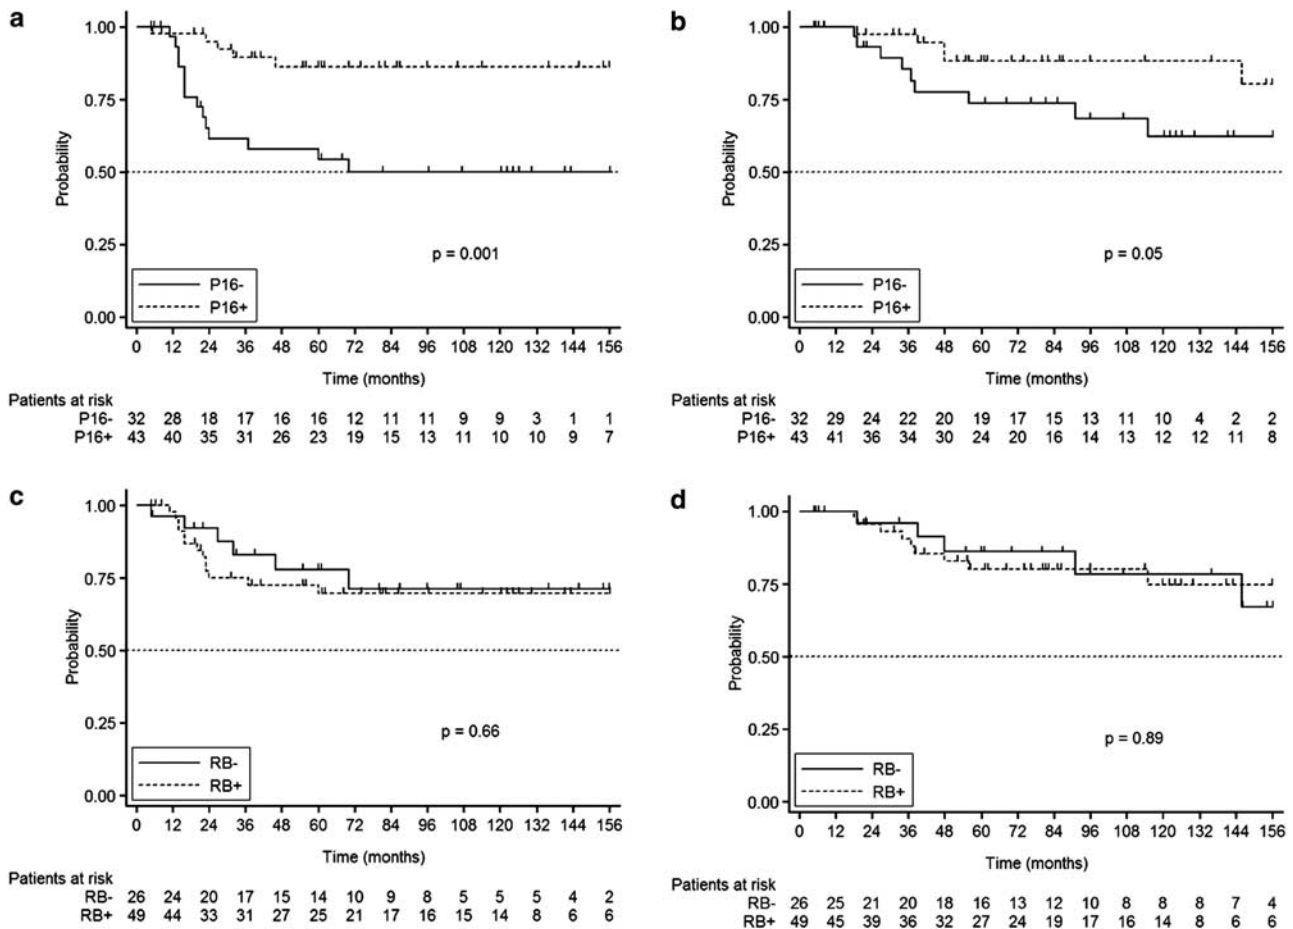 a
1.00
0.75
0.50
0.25
0.00
Probability
p = 0.001
P16-
P16+
0 12 24 36 48 60 72 84 96 108 120 132 144 156
Time (months)
Patients at risk
P16- 32 28 18 17 16 16 12 11 11 9 9 3 1 1
P16+ 43 40 35 31 26 23 19 15 13 11 10 10 9 7
b
1.00
0.75
0.50
0.25
0.00
Probability
p = 0.05
P16-
P16+
0 12 24 36 48 60 72 84 96 108 120 132 144 156
Time (months)
Patients at risk
P16- 32 29 24 22 20 19 17 15 13 11 10 4 2 2
P16+ 43 41 36 34 30 24 20 16 14 13 12 12 11 8
c
1.00
0.75
0.50
0.25
0.00
Probability
p = 0.66
RB-
RB+
0 12 24 36 48 60 72 84 96 108 120 132 144 156
Time (months)
Patients at risk
RB- 26 24 20 17 15 14 10 9 8 5 5 5 4 2
RB+ 49 44 33 31 27 25 21 17 16 15 14 8 6 6
d
1.00
0.75
0.50
0.25
0.00
Probability
p = 0.89
RB-
RB+
0 12 24 36 48 60 72 84 96 108 120 132 144 156
Time (months)
Patients at risk
RB- 26 25 21 20 18 16 13 12 10 8 8 8 7 4
RB+ 49 45 39 36 32 27 24 19 17 16 14 8 6 6